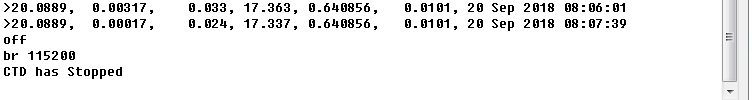 >20.0889,  0.00317,     0.033, 17.363, 0.640856,   0.0101, 20 Sep 2018 08:06:01
>20.0889,  0.00017,     0.024, 17.337, 0.640856,   0.0101, 20 Sep 2018 08:07:39
off
br 115200
CTD has Stopped